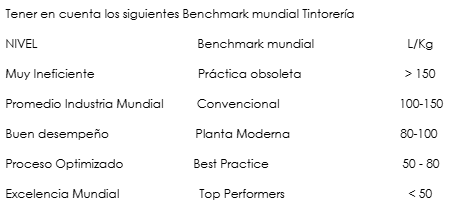 Tener en cuenta los siguientes Benchmark mundial Tintorería
NIVEL Benchmark mundial L/Kg
Muy Ineficiente Práctica obsoleta > 150
Promedio Industria Mundial Convencional 100-150
Buen desempeño Planta Moderna 80-100
Proceso Optimizado Best Practice 50 - 80
Excelencia Mundial Top Performers < 50